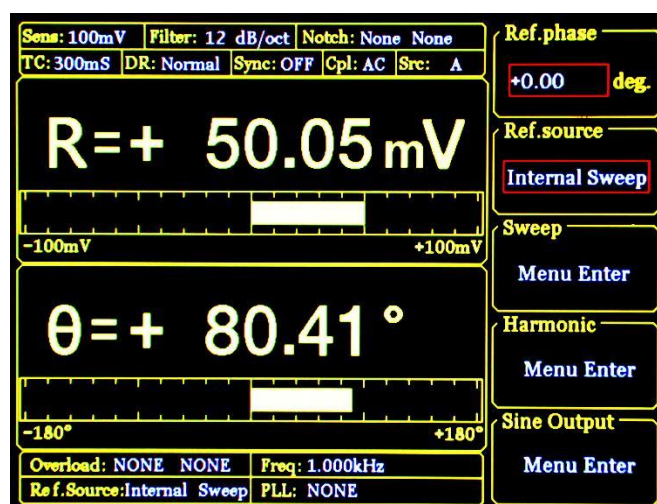 Sens: 100mV Filter: 12 dB/oct Notch: None None
TC: 300mS DR: Normal Sync: OFF Cpl: AC Src: A
R=+ 50.05 mV
-100mV +100mV
θ=+ 80.41 °
-180° +180°
Overload: NONE NONE Freq: 1.000kHz
Ref.Source:Internal Sweep PLL: NONE
Ref.phase
+0.00 deg.
Ref.source
Internal Sweep
Sweep
Menu Enter
Harmonic
Menu Enter
Sine Output
Menu Enter